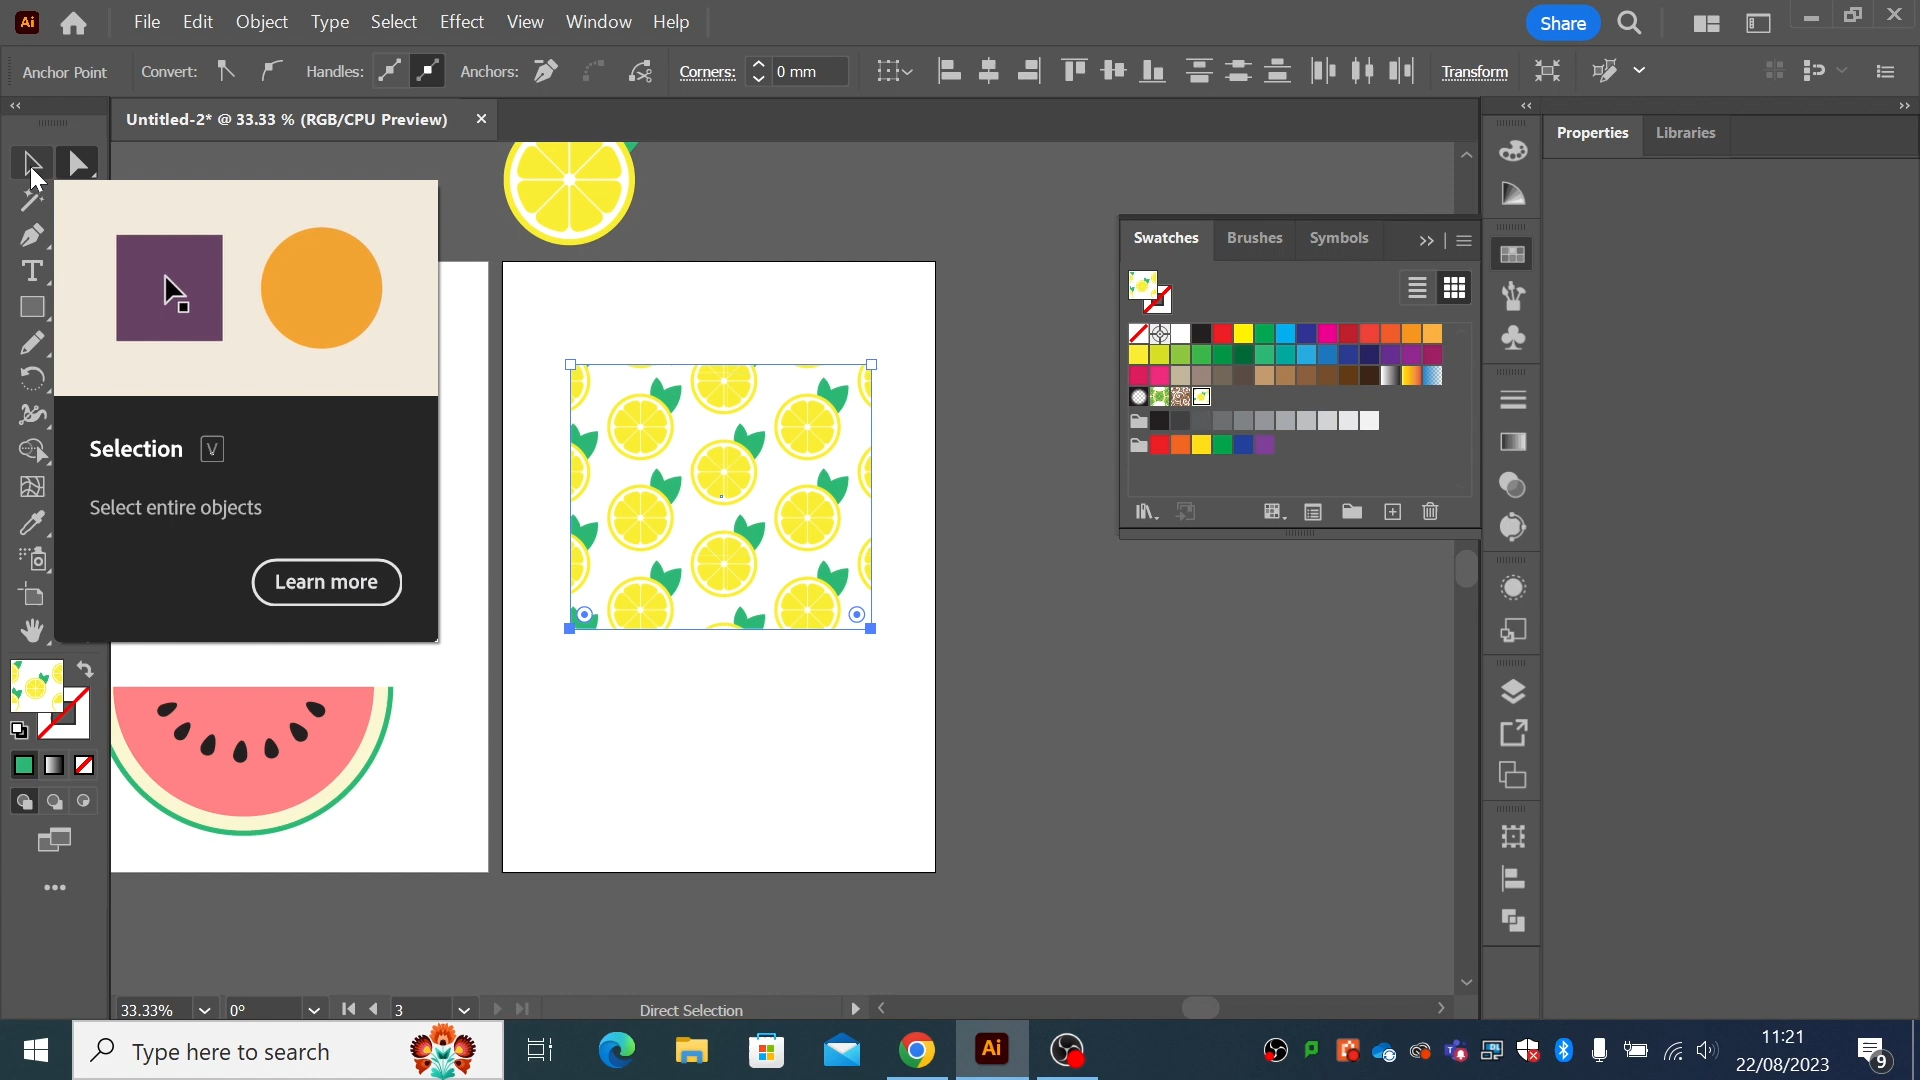 Ai File Edit Object Type Select Effect View Window Help Share
Anchor Point Convert: Handles: Anchors: Corners: 0 mm Transform
Untitled-2* @ 33.33 % (RGB/CPU Preview)
Properties Libraries
Swatches Brushes Symbols
T
Selection V
Select entire objects
Learn more
33.33% 0° 3 Direct Selection
Type here to search
Ai
11:21
22/08/2023
9